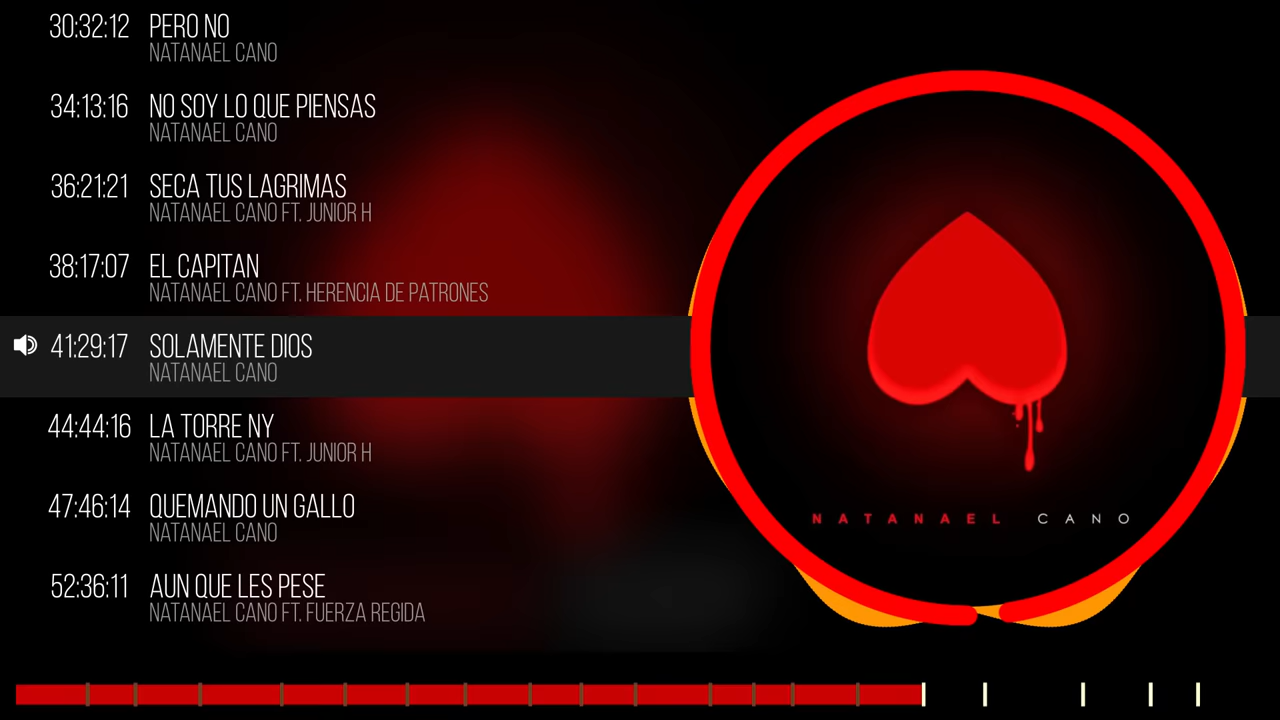 30:32:12 PERO NO
NATANAEL CANO
34:13:16 NO SOY LO QUE PIENSAS
NATANAEL CANO
36:21:21 SECA TUS LAGRIMAS
NATANAEL CANO FT. JUNIOR H
38:17:07 EL CAPITAN
NATANAEL CANO FT. HERENCIA DE PATRONES
41:29:17 SOLAMENTE DIOS
NATANAEL CANO
44:44:16 LA TORRE NY
NATANAEL CANO FT. JUNIOR H
47:46:14 QUEMANDO UN GALLO
NATANAEL CANO
52:36:11 AUN QUE LES PESE
NATANAEL CANO FT. FUERZA REGIDA
NATANAEL CANO